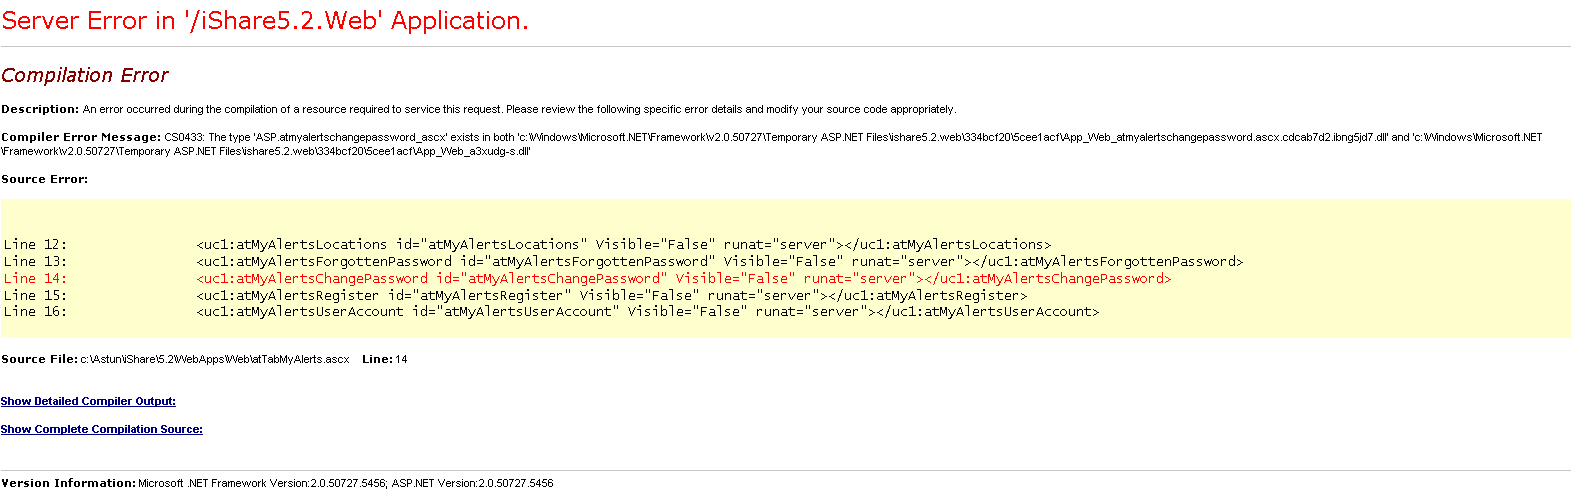 Server Error in '/iShare5.2.Web' Application.
Compilation Error
Description: An error occurred during the compilation of a resource required to service this request. Please review the following specific error details and modify your source code appropriately.
Compiler Error Message: CS0433: The type 'ASP.atmyalertschangepassword_ascx' exists in both 'c:\Windows\Microsoft.NET\Framework\v2.0.50727\Temporary ASP.NET Files\ishare5.2.web\334bcf20\5cee1acf\App_Web_atmyalertschangepassword.ascx.cdcab7d2.ibng5jd7.dll' and 'c:\Windows\Microsoft.NET
\Framework\v2.0.50727\Temporary ASP.NET Files\ishare5.2.web\334bcf20\5cee1acf\App_Web_a3xudg-s.dll'
Source Error:
Line 12:                <uc1:atMyAlertsLocations id="atMyAlertsLocations" Visible="False" runat="server"></uc1:atMyAlertsLocations>
Line 13:                <uc1:atMyAlertsForgottenPassword id="atMyAlertsForgottenPassword" Visible="False" runat="server"></uc1:atMyAlertsForgottenPassword>
Line 14:                <uc1:atMyAlertsChangePassword id="atMyAlertsChangePassword" Visible="False" runat="server"></uc1:atMyAlertsChangePassword>
Line 15:                <uc1:atMyAlertsRegister id="atMyAlertsRegister" Visible="False" runat="server"></uc1:atMyAlertsRegister>
Line 16:                <uc1:atMyAlertsUserAccount id="atMyAlertsUserAccount" Visible="False" runat="server"></uc1:atMyAlertsUserAccount>
Source File: c:\Astun\iShare\5.2\WebApps\Web\atTabMyAlerts.ascx    Line: 14
Show Detailed Compiler Output:
Show Complete Compilation Source:
Version Information: Microsoft .NET Framework Version:2.0.50727.5456; ASP.NET Version:2.0.50727.5456